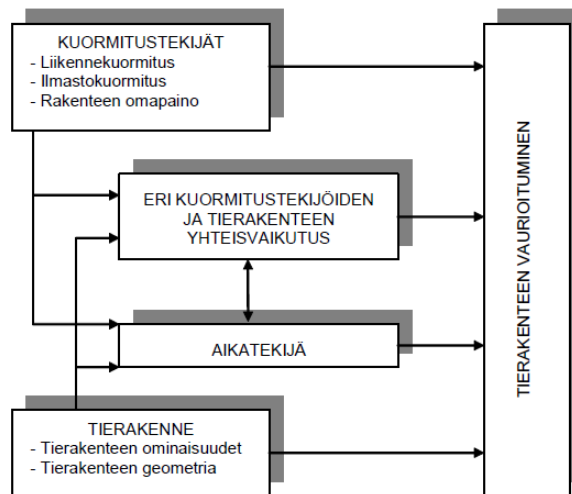 KUORMITUSTEKIJÄT
- Liikennekuormitus
- Ilmastokuormitus
- Rakenteen omapaino
ERI KUORMITUSTEKIJÖIDEN
JA TIERAKENTEEN
YHTEISVAIKUTUS
AIKATEKIJÄ
TIERAKENNE
- Tierakenteen ominaisuudet
- Tierakenteen geometria
TIERAKENTEEN VAURIOITUMINEN